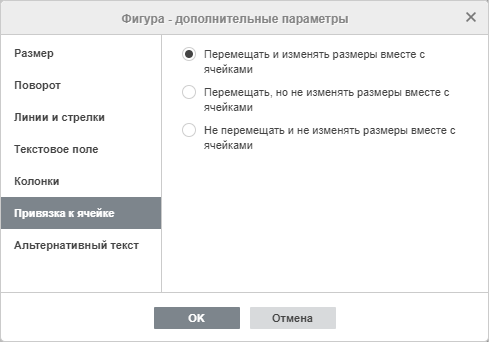 Фигура - дополнительные параметры
Размер
Поворот
Линии и стрелки
Текстовое поле
Колонки
Привязка к ячейке
Альтернативный текст
Перемещать и изменять размеры вместе с
ячейками
Перемещать, но не изменять размеры вместе с
ячейками
Не перемещать и не изменять размеры вместе с
ячейками
OK
Отмена